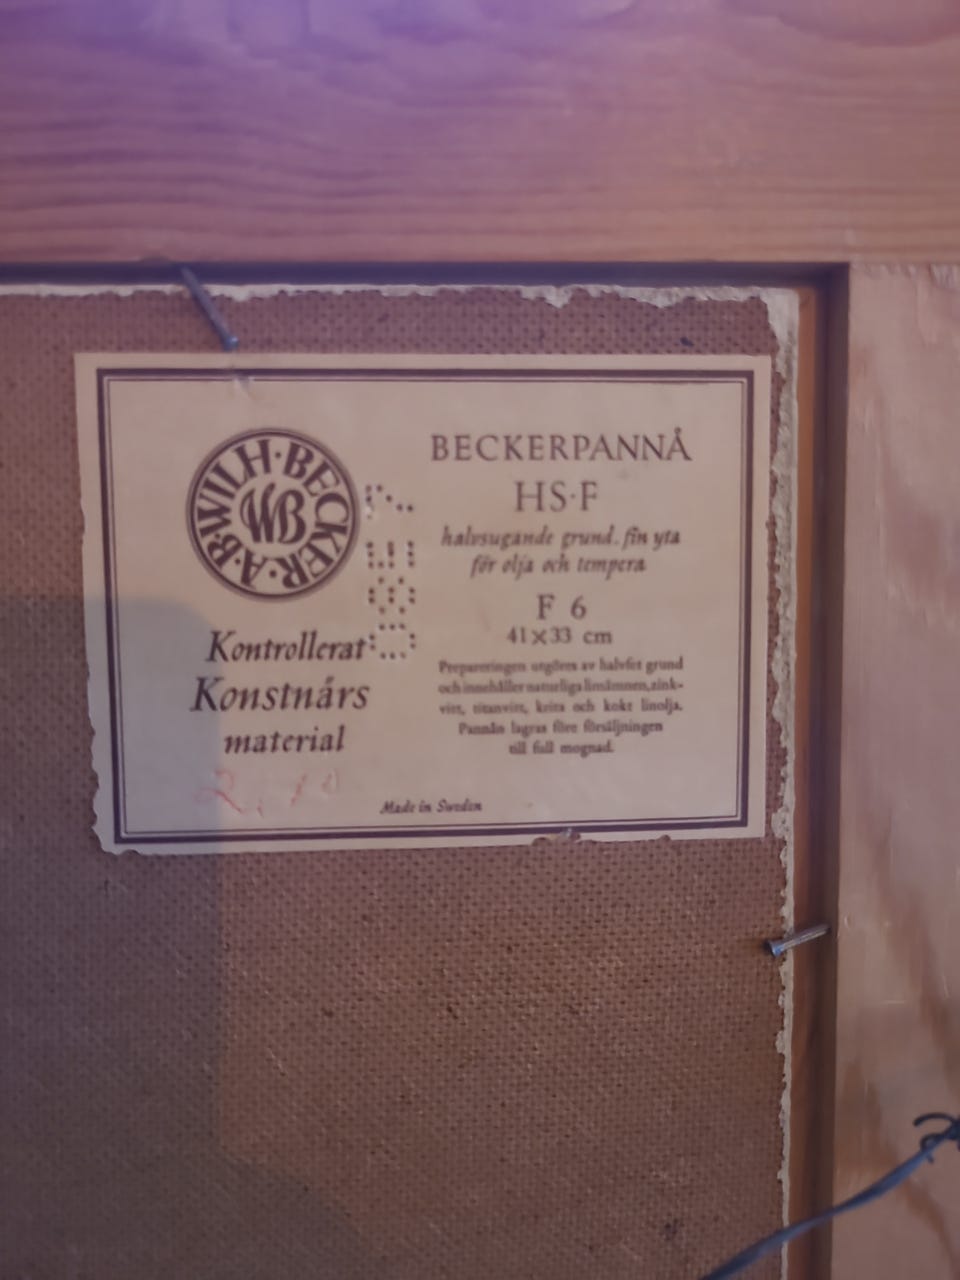 A·B·WILH·BECKER·
WB
Kontrollerat
Konstnårs
material
BECKERPANNÅ
HS·F
halvsugande grund. fin yta
för olja och tempera
F 6
41×33 cm
Prepareringen utgöres av halvfet grund
och innehåller naturliga limämnen, zink-
vitt, titanvitt, krita och kokt linolja.
Pannån lagras före försäljningen
till full mognad.
Made in Sweden